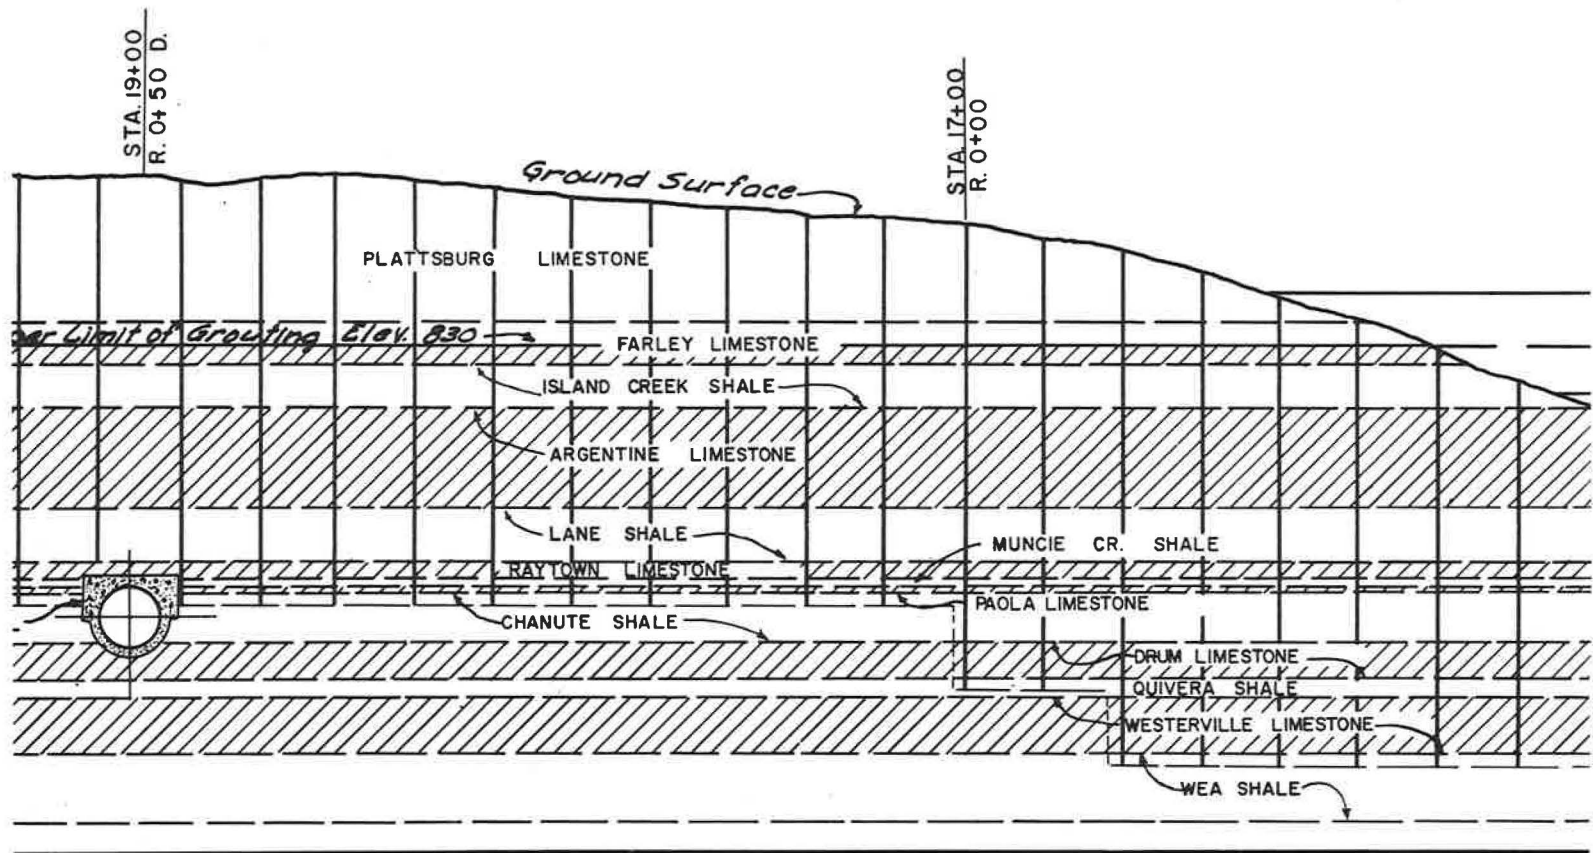 STA. 19+00
R. 0+50 D.
STA. 17+00
R. 0+00
Ground Surface
PLATTSBURG LIMESTONE
Limit of Grouting Elev. 830
FARLEY LIMESTONE
ISLAND CREEK SHALE
ARGENTINE LIMESTONE
LANE SHALE
MUNCIE CR. SHALE
RAYTOWN LIMESTONE
PAOLA LIMESTONE
CHANUTE SHALE
DRUM LIMESTONE
QUIVERA SHALE
WESTERVILLE LIMESTONE
WEA SHALE